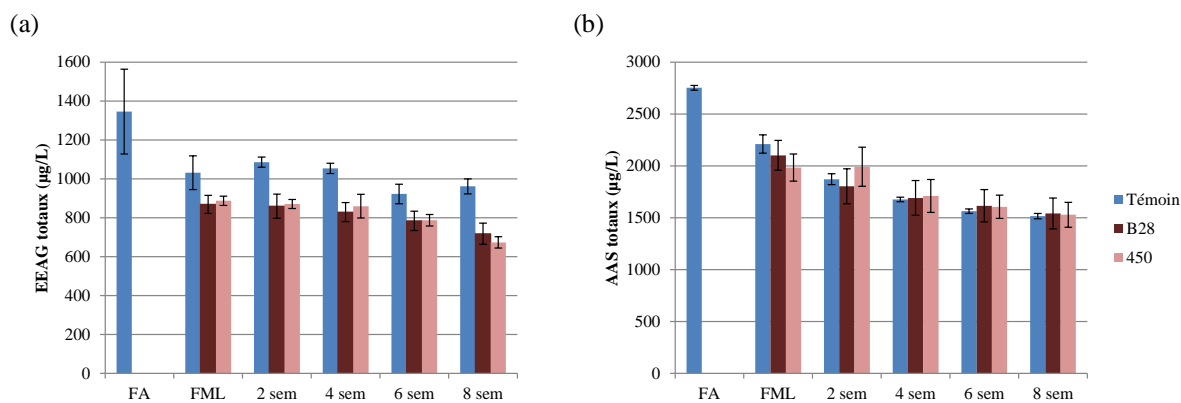 (a)
EEAG totaux (µg/L)
1600
1400
1200
1000
800
600
400
200
0
FA
FML
2 sem
4 sem
6 sem
8 sem
(b)
AAS totaux (µg/L)
3000
2500
2000
1500
1000
500
0
FA
FML
2 sem
4 sem
6 sem
8 sem
Témoin
B28
450